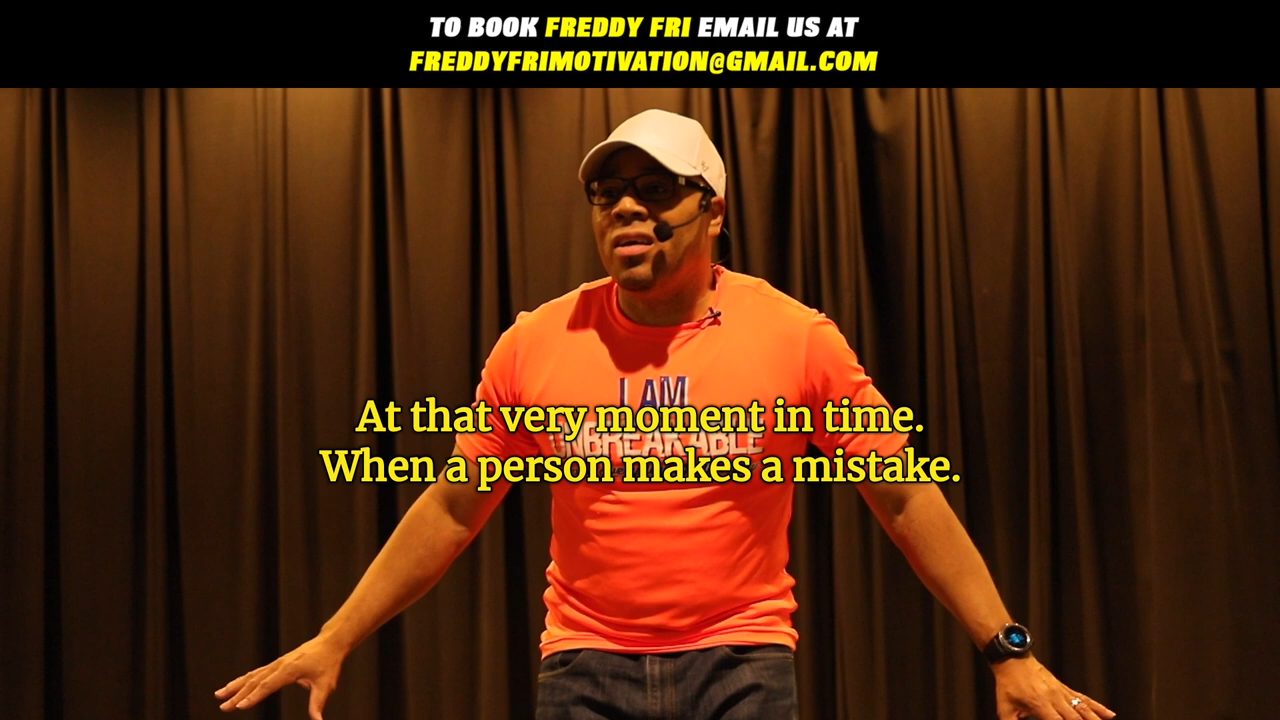 TO BOOK FREDDY FRI EMAIL US AT
FREDDYFRIMOTIVATION@GMAIL.COM
I AM
UNBREAKABLE
At that very moment in time.
When a person makes a mistake.